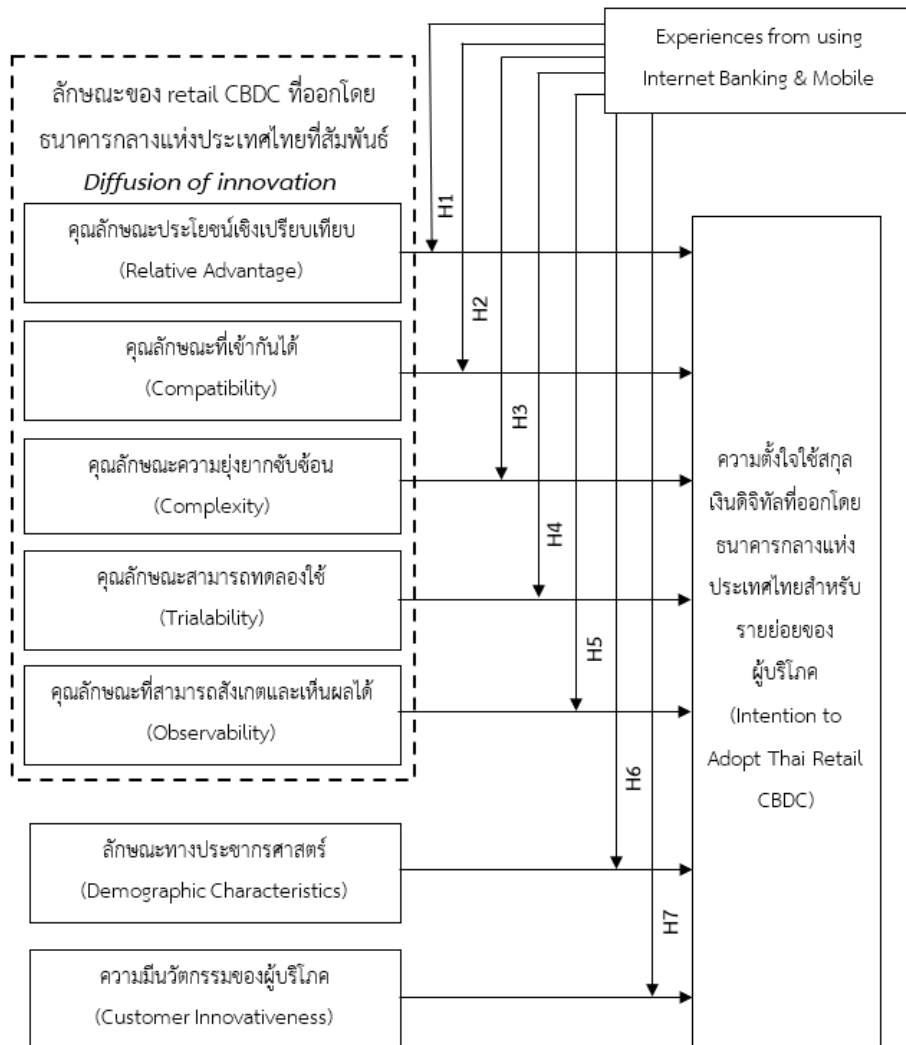 Experiences from using
Internet Banking & Mobile
ลักษณะของ retail CBDC ที่ออกโดย
ธนาคารกลางแห่งประเทศไทยที่สัมพันธ์
Diffusion of innovation
คุณลักษณะประโยชน์เชิงเปรียบเทียบ
(Relative Advantage)
คุณลักษณะที่เข้ากันได้
(Compatibility)
คุณลักษณะความยุ่งยากซับซ้อน
(Complexity)
คุณลักษณะสามารถทดลองใช้
(Trialability)
คุณลักษณะที่สามารถสังเกตและเห็นผลได้
(Observability)
ลักษณะทางประชากรศาสตร์
(Demographic Characteristics)
ความมีนวัตกรรมของผู้บริโภค
(Customer Innovativeness)
H1
H2
H3
H4
H5
H6
H7
ความตั้งใจใช้สกุล
เงินดิจิทัลที่ออกโดย
ธนาคารกลางแห่ง
ประเทศไทยสำหรับ
รายย่อยของ
ผู้บริโภค
(Intention to
Adopt Thai Retail
CBDC)